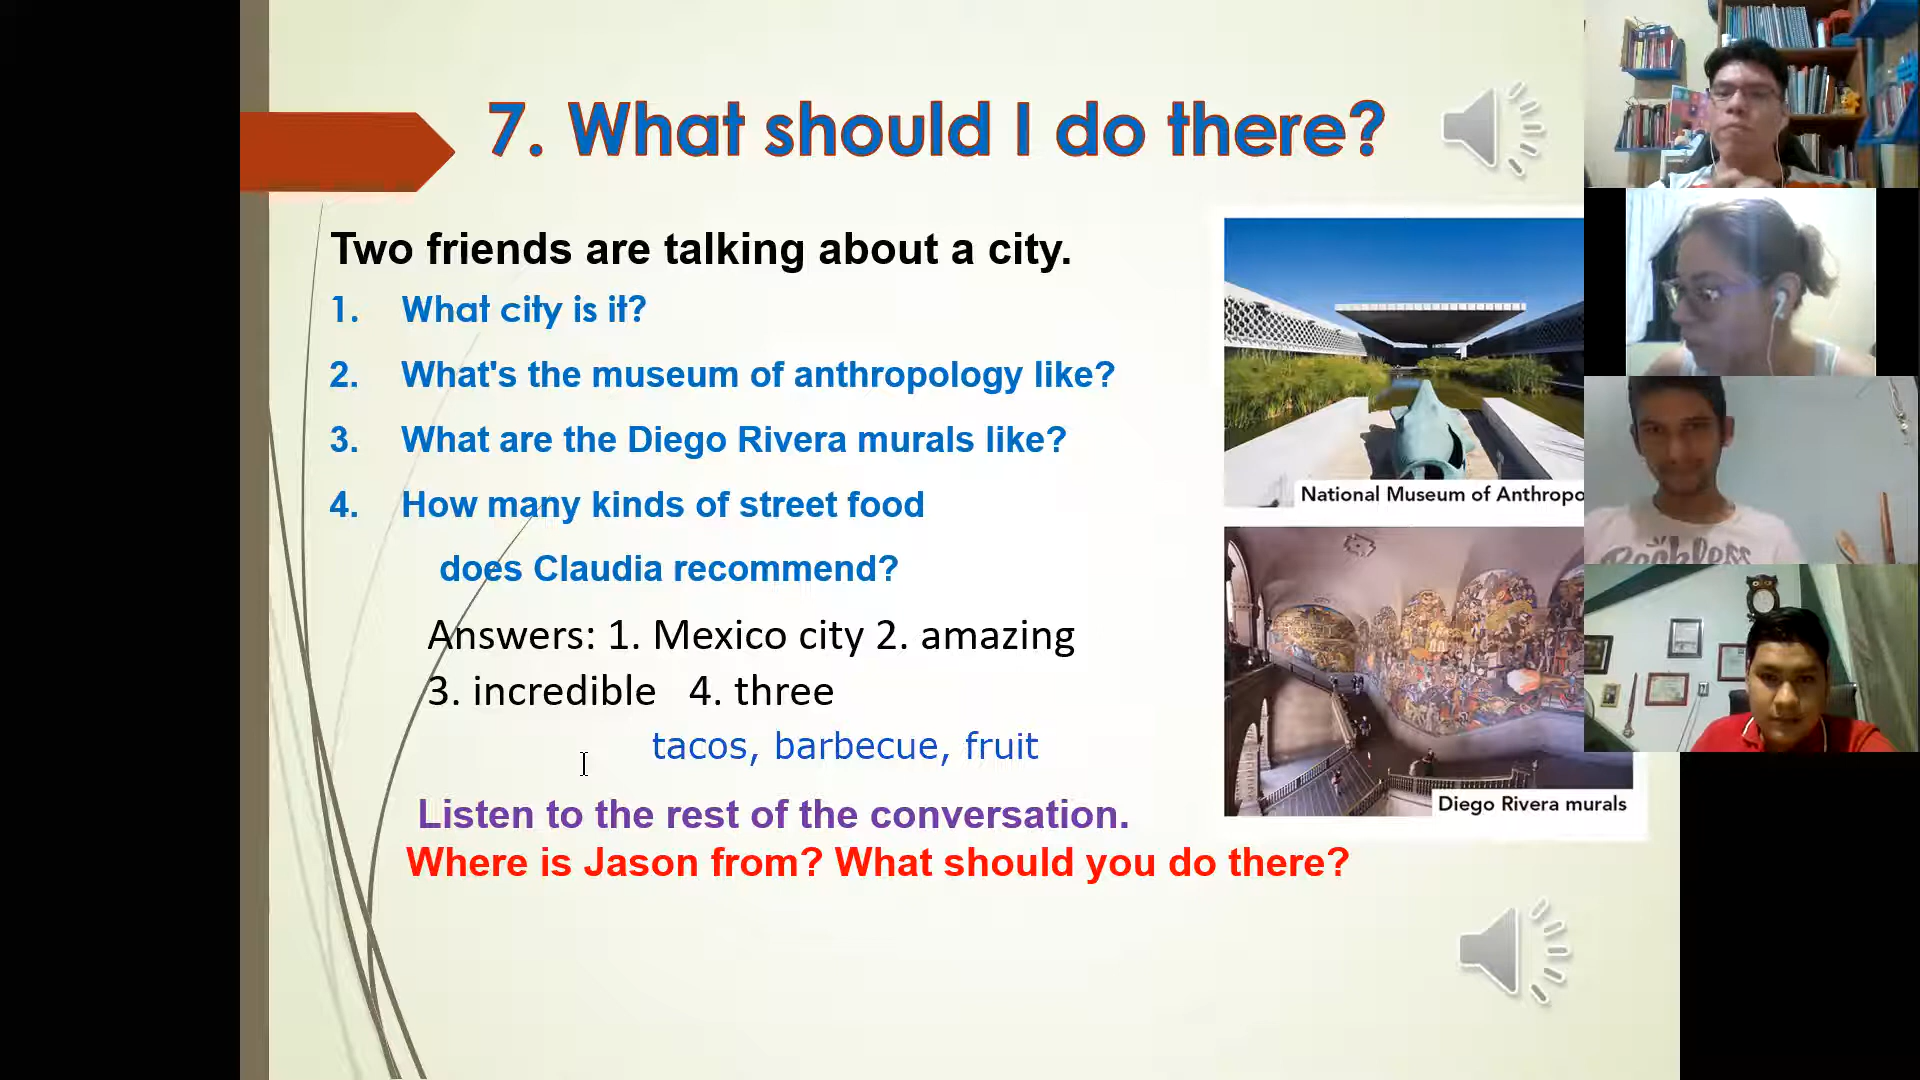 7. What should I do there?
Two friends are talking about a city.
1. What city is it?
2. What's the museum of anthropology like?
3. What are the Diego Rivera murals like?
4. How many kinds of street food
does Claudia recommend?
Answers: 1. Mexico city 2. amazing
3. incredible 4. three
tacos, barbecue, fruit
Listen to the rest of the conversation.
Where is Jason from? What should you do there?
National Museum of Anthropo
Diego Rivera murals
Reckless